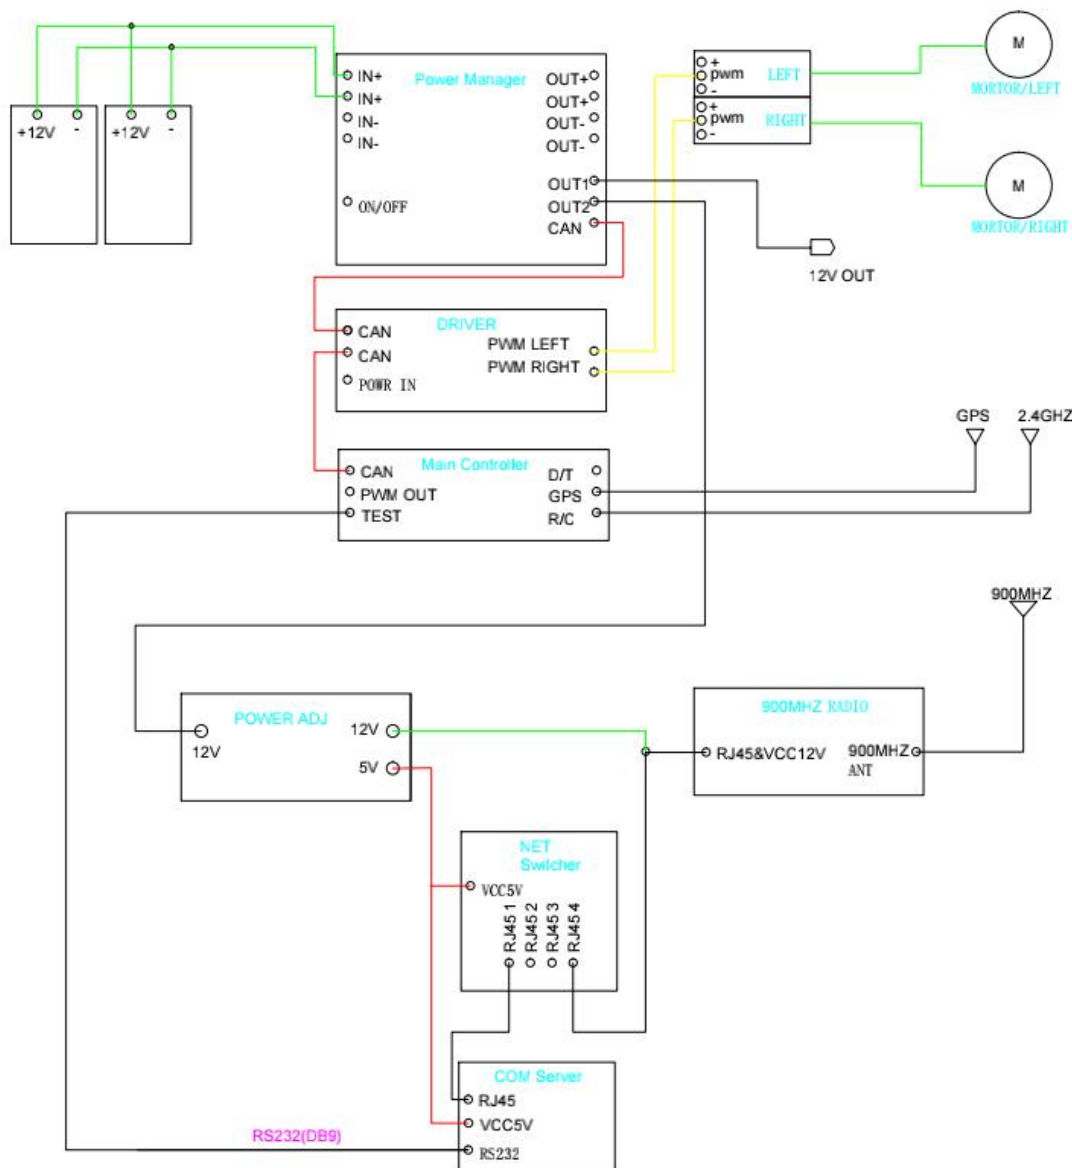 +12V -
+12V -
Power Manager
IN+
IN+
IN-
IN-
ON/OFF
OUT+
OUT+
OUT-
OUT-
OUT1
OUT2
CAN
+
pwm
-
LEFT
+
pwm
-
RIGHT
M
MORTOR/LEFT
M
MORTOR/RIGHT
12V OUT
DRIVER
CAN
CAN
POWR IN
PWM LEFT
PWM RIGHT
GPS
2.4GHZ
Main Controller
CAN
PWM OUT
TEST
D/T
GPS
R/C
900MHZ
POWER ADJ
12V
12V
5V
900MHZ RADIO
RJ45&VCC12V
900MHZ
ANT
NET
Switcher
VCC5V
RJ45 1
RJ45 2
RJ45 3
RJ45 4
COM Server
RJ45
VCC5V
RS232
RS232(DB9)